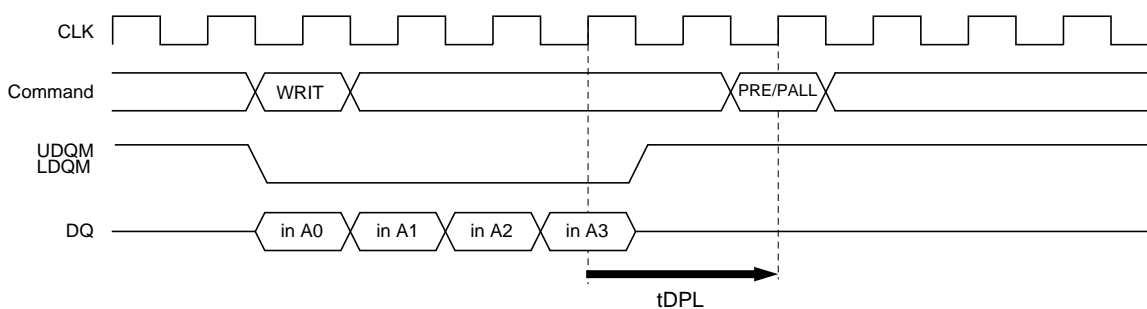 CLK
Command
WRIT
PRE/PALL
UDQM
LDQM
DQ
in A0
in A1
in A2
in A3
tDPL